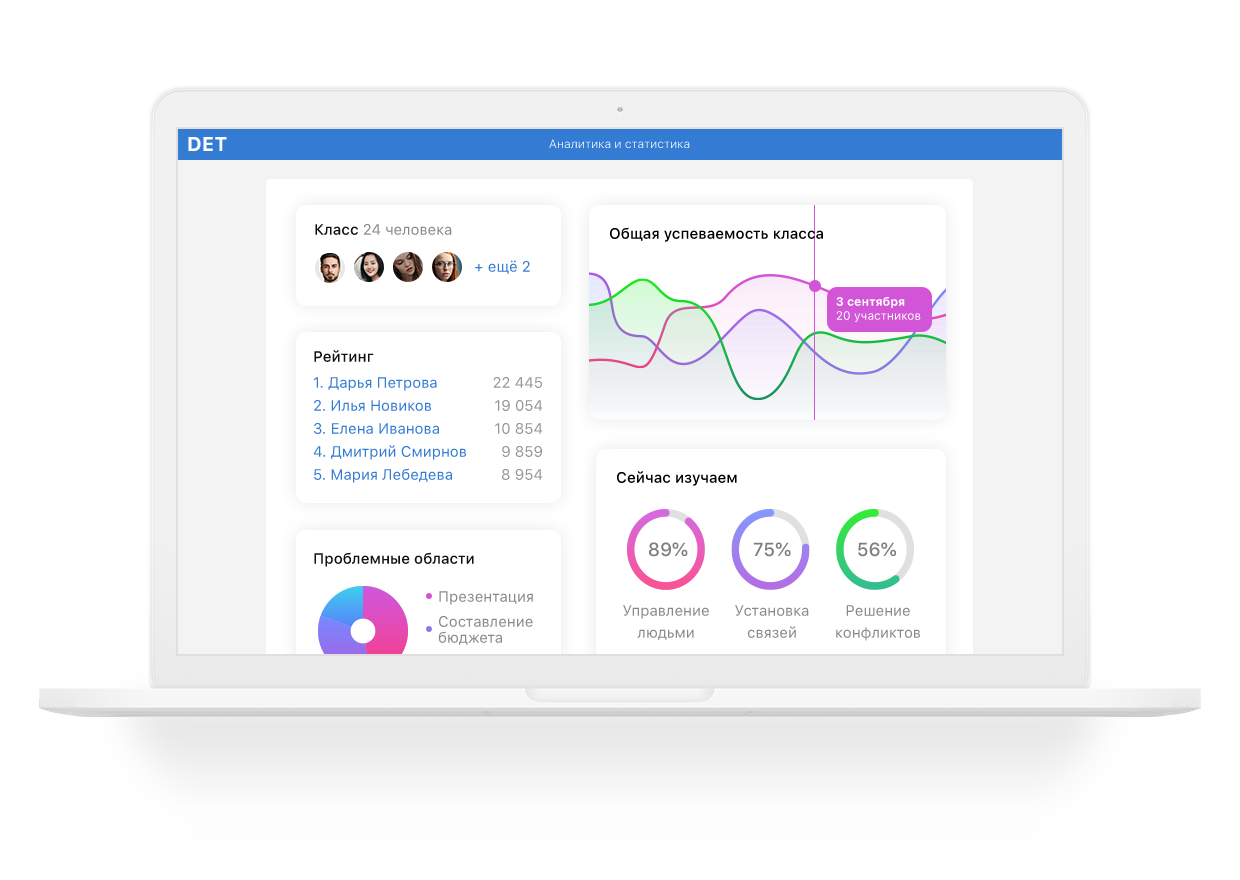 DET
Аналитика и статистика
Класс 24 человека
+ ещё 2
Рейтинг
1. Дарья Петрова 22 445
2. Илья Новиков 19 054
3. Елена Иванова 10 854
4. Дмитрий Смирнов 9 859
5. Мария Лебедева 8 954
Проблемные области
Презентация
Составление
бюджета
Общая успеваемость класса
3 сентября
20 участников
Сейчас изучаем
89%
75%
56%
Управление
людьми
Установка
связей
Решение
конфликтов